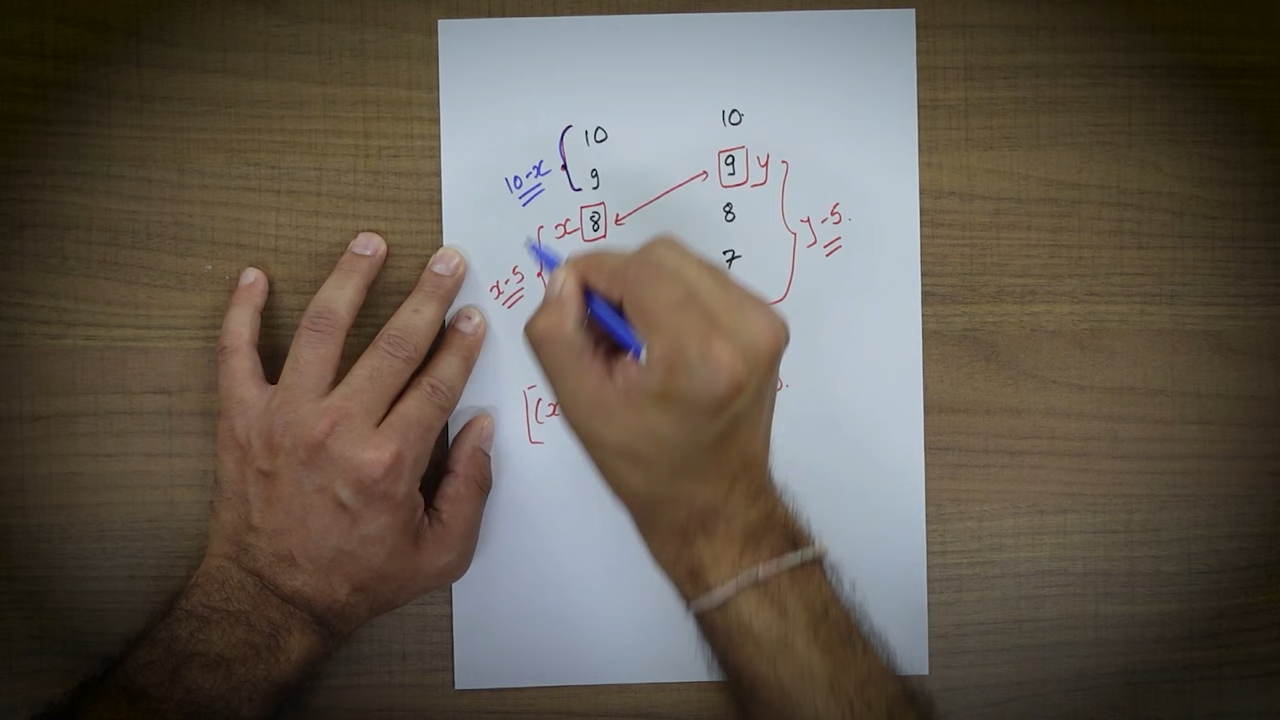 10 10
10-x { 9 9 y
x 8 8 y-5.
x-5 { 7
[(x